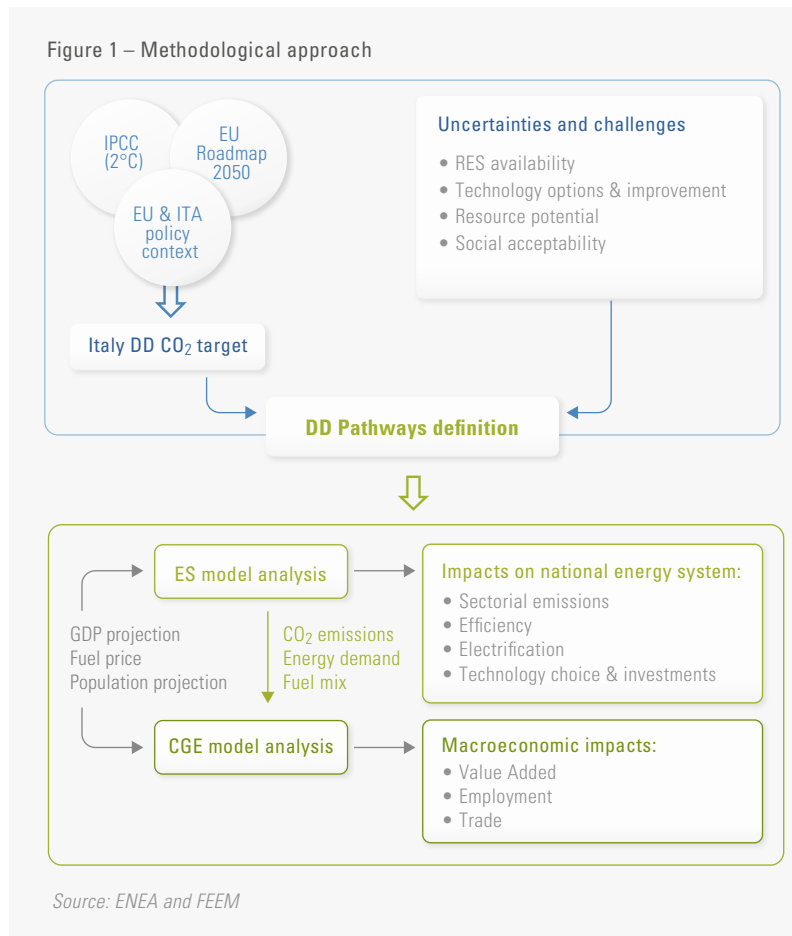 Figure 1 – Methodological approach
IPCC
(2°C)
EU
Roadmap
2050
EU & ITA
policy
context
Italy DD CO₂ target
Uncertainties and challenges
• RES availability
• Technology options & improvement
• Resource potential
• Social acceptability
DD Pathways definition
ES model analysis
GDP projection
Fuel price
Population projection
CO₂ emissions
Energy demand
Fuel mix
CGE model analysis
Impacts on national energy system:
• Sectorial emissions
• Efficiency
• Electrification
• Technology choice & investments
Macroeconomic impacts:
• Value Added
• Employment
• Trade
Source: ENEA and FEEM